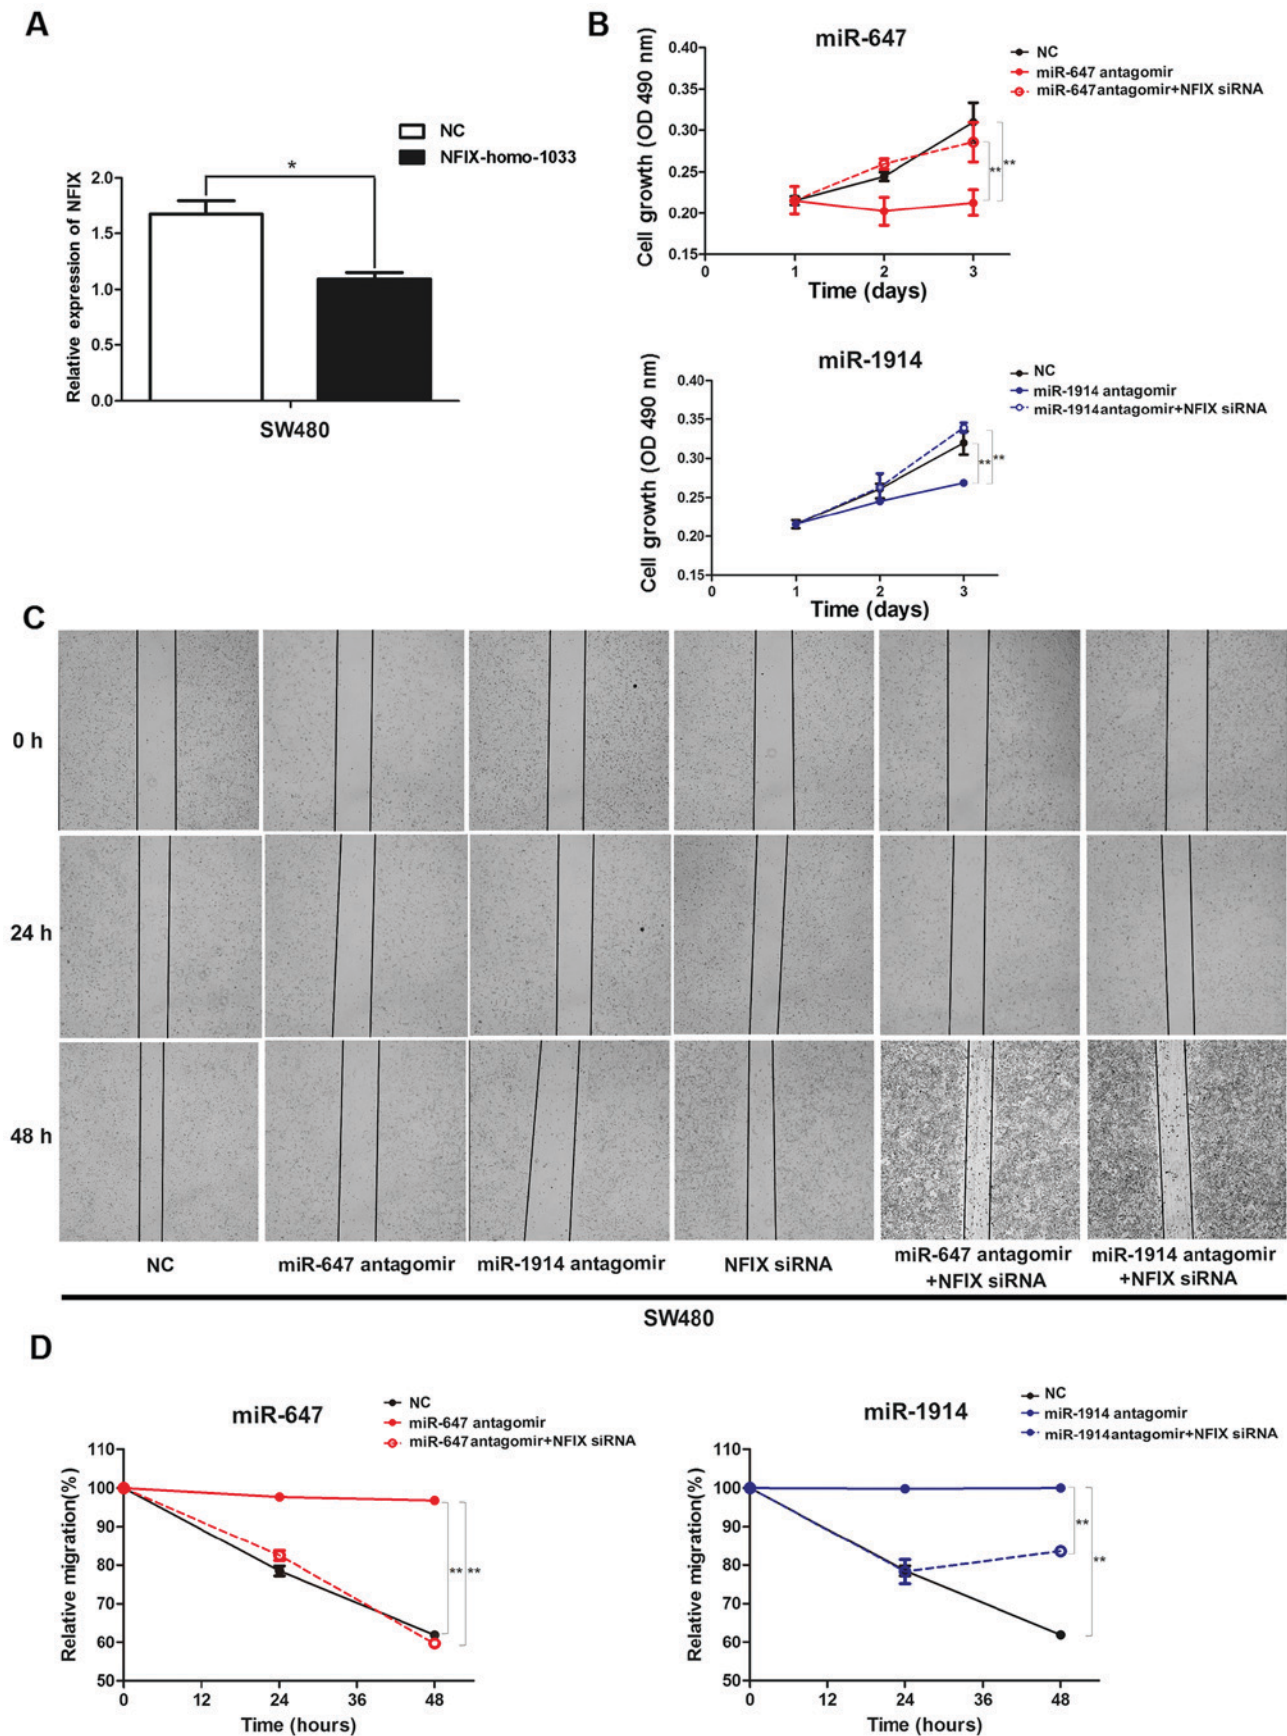 A
NC
NFIX-homo-1033
*
Relative expression of NFIX
2.0
1.5
1.0
0.5
0.0
SW480
B
miR-647
NC
miR-647 antagomir
miR-647 antagomir+NFIX siRNA
Cell growth (OD 490 nm)
0.40
0.35
0.30
0.25
0.20
0.15
** **
0 1 2 3
Time (days)
miR-1914
NC
miR-1914 antagomir
miR-1914 antagomir+NFIX siRNA
Cell growth (OD 490 nm)
0.40
0.35
0.30
0.25
0.20
0.15
** **
0 1 2 3
Time (days)
C
0 h
24 h
48 h
NC
miR-647 antagomir
miR-1914 antagomir
NFIX siRNA
miR-647 antagomir
+NFIX siRNA
miR-1914 antagomir
+NFIX siRNA
SW480
D
miR-647
NC
miR-647 antagomir
miR-647 antagomir+NFIX siRNA
Relative migration(%)
110
100
90
80
70
60
50
** **
0 12 24 36 48
Time (hours)
miR-1914
NC
miR-1914 antagomir
miR-1914 antagomir+NFIX siRNA
Relative migration(%)
110
100
90
80
70
60
50
**
**
0 12 24 36 48
Time (hours)